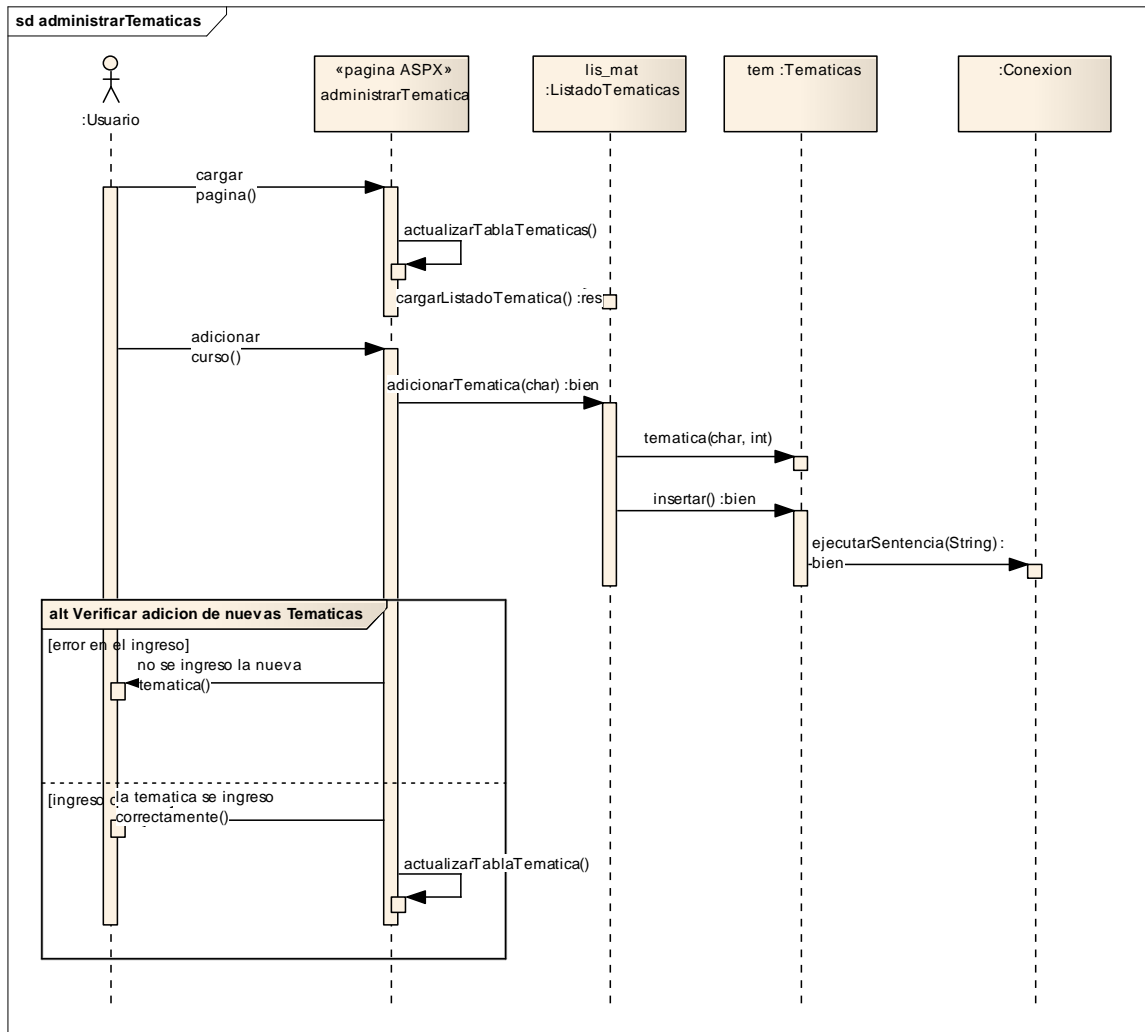 sd administrarTematicas
:Usuario
«pagina ASPX»
administrarTematica
lis_mat
:ListadoTematicas
tem :Tematicas
:Conexion
cargar
pagina()
actualizarTablaTematicas()
cargarListadoTematica() :res
adicionar
curso()
adicionarTematica(char) :bien
tematica(char, int)
insertar() :bien
ejecutarSentencia(String) :
bien
alt Verificar adicion de nuevas Tematicas
[error en el ingreso]
no se ingreso la nueva
tematica()
[ingreso
la tematica se ingreso
correctamente()
actualizarTablaTematica()